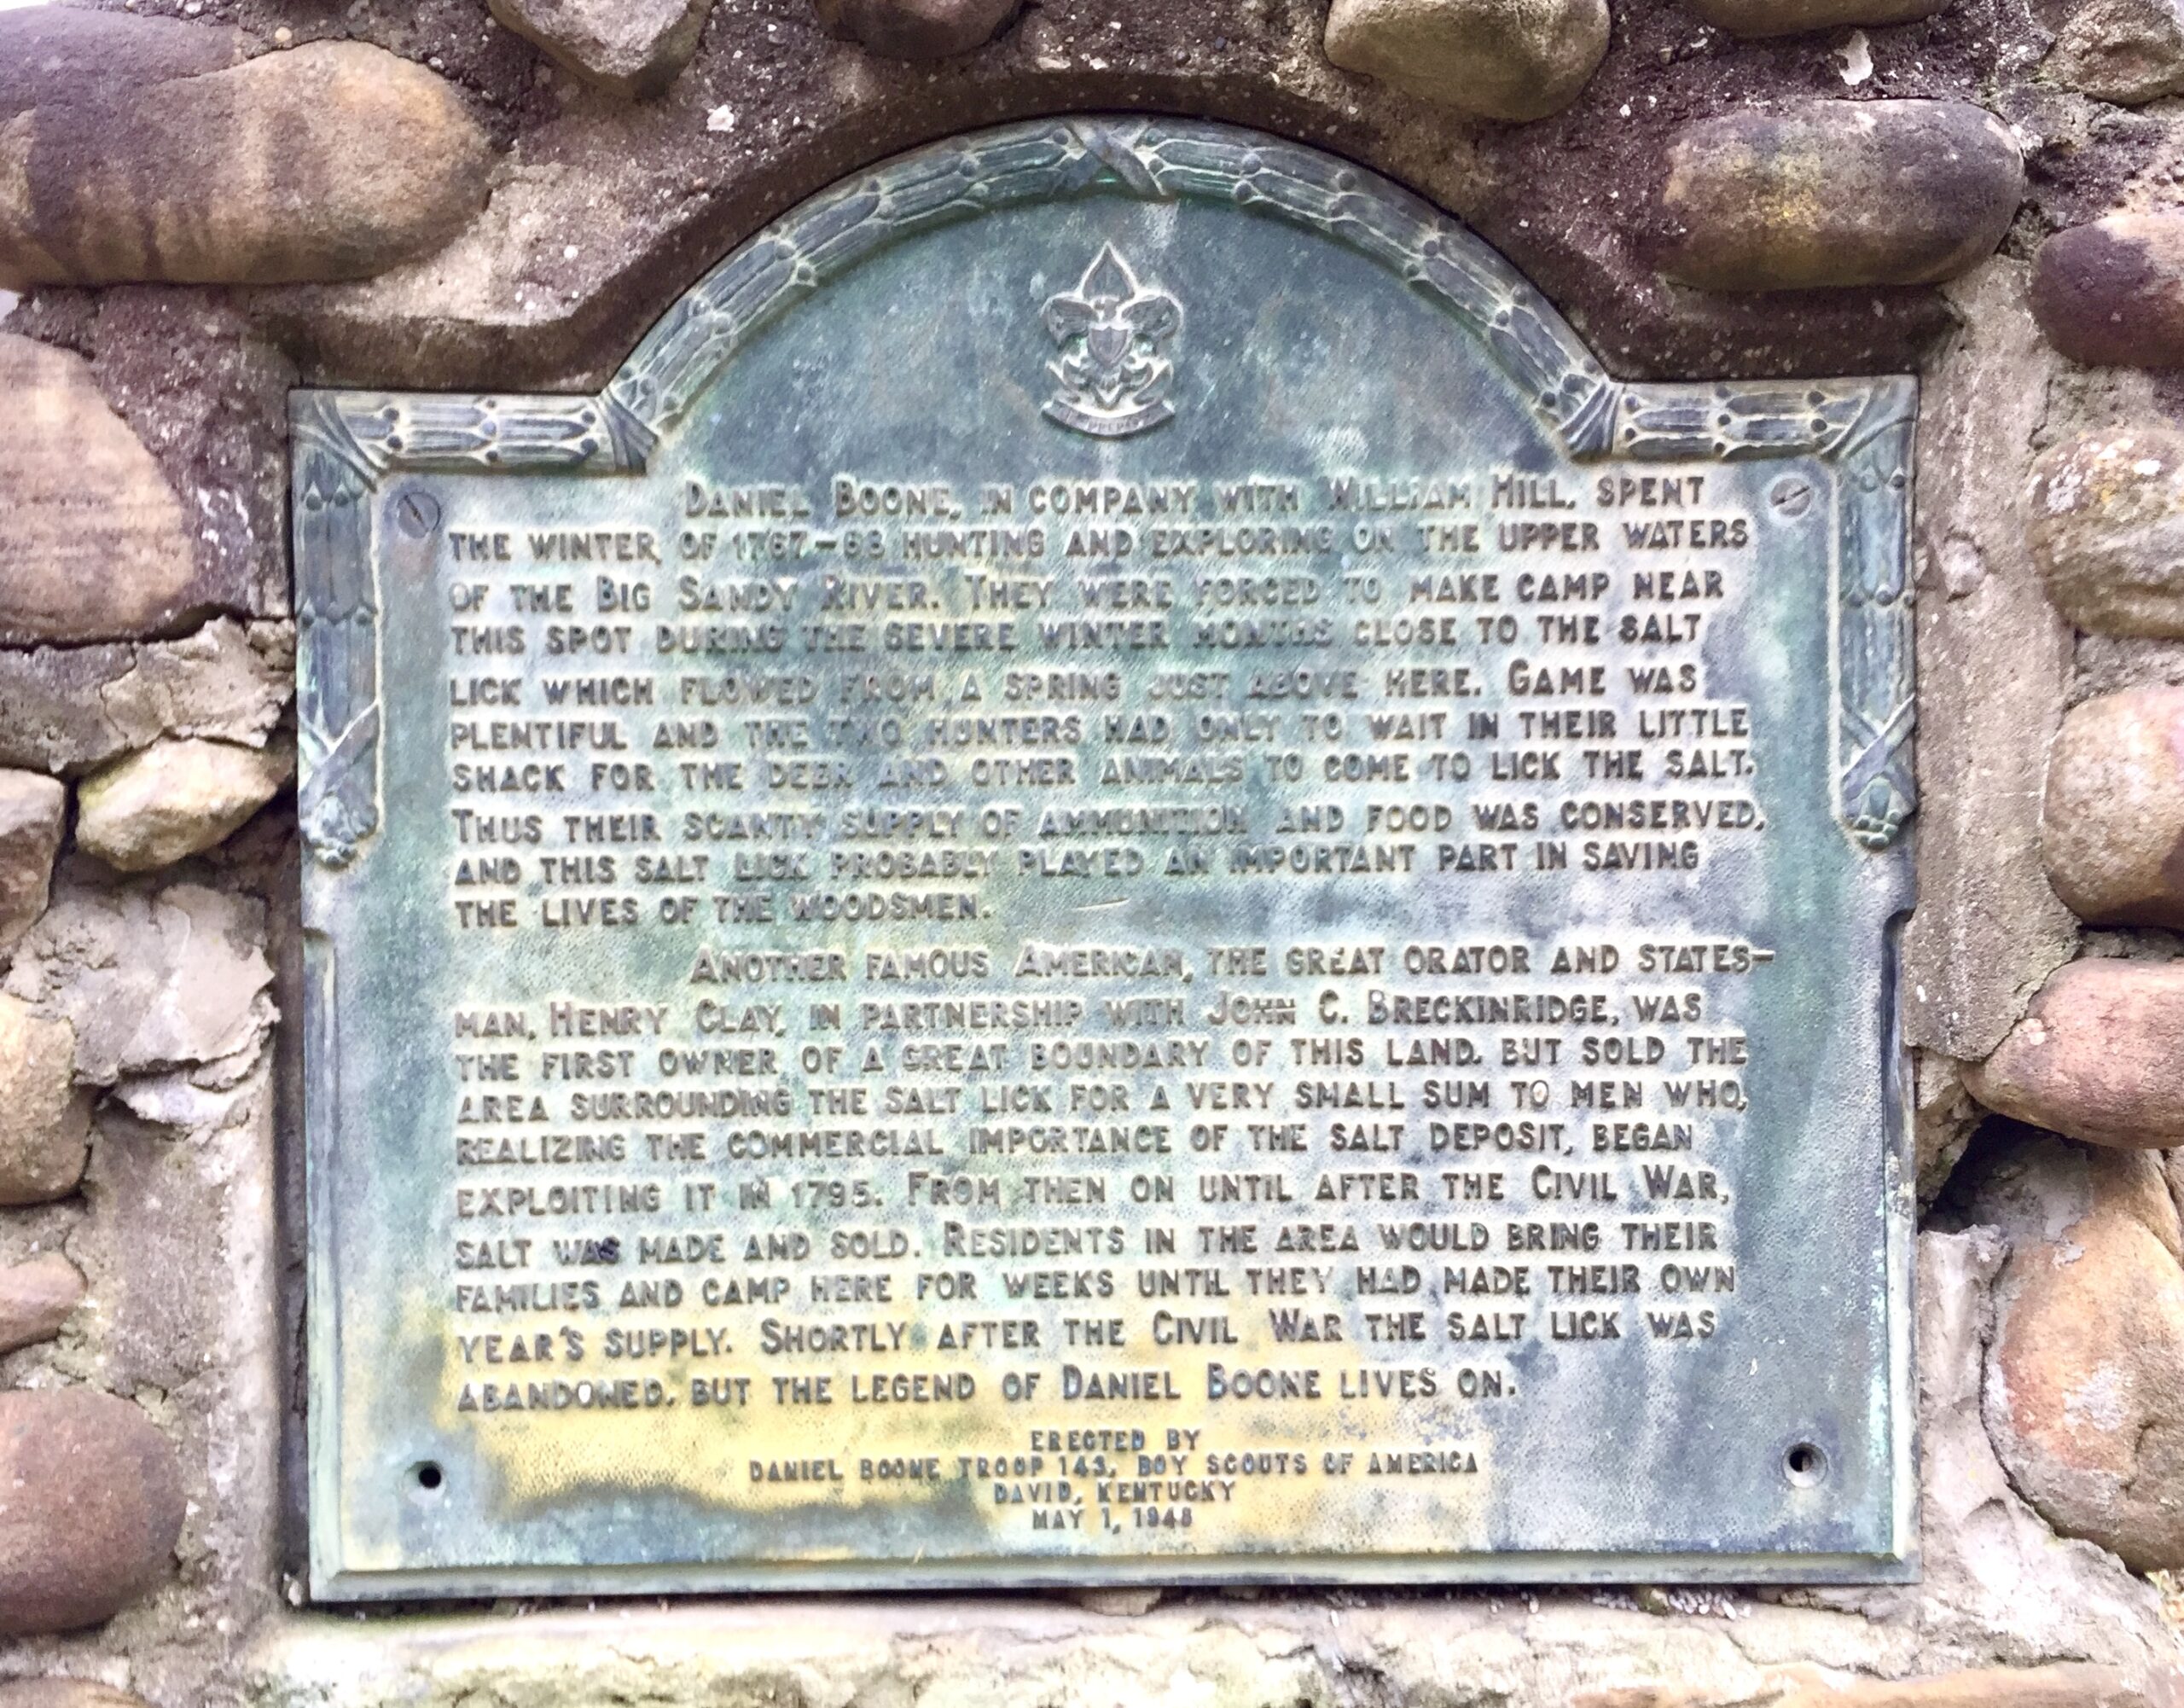 DANIEL BOONE, IN COMPANY WITH WILLIAM HILL, SPENT
THE WINTER OF 1767-68 HUNTING AND EXPLORING ON THE UPPER WATERS
OF THE BIG SANDY RIVER. THEY WERE FORCED TO MAKE CAMP NEAR
THIS SPOT DURING THE SEVERE WINTER MONTHS CLOSE TO THE SALT
LICK WHICH FLOWED FROM A SPRING JUST ABOVE HERE. GAME WAS
PLENTIFUL AND THE TWO HUNTERS HAD ONLY TO WAIT IN THEIR LITTLE
SHACK FOR THE DEER AND OTHER ANIMALS TO COME TO LICK THE SALT.
THUS THEIR SCANTY SUPPLY OF AMMUNITION AND FOOD WAS CONSERVED,
AND THIS SALT LICK PROBABLY PLAYED AN IMPORTANT PART IN SAVING
THE LIVES OF THE WOODSMEN.
ANOTHER FAMOUS AMERICAN, THE GREAT ORATOR AND STATES-
MAN, HENRY CLAY, IN PARTNERSHIP WITH JOHN C. BRECKINRIDGE, WAS
THE FIRST OWNER OF A GREAT BOUNDARY OF THIS LAND. BUT SOLD THE
AREA SURROUNDING THE SALT LICK FOR A VERY SMALL SUM TO MEN WHO,
REALIZING THE COMMERCIAL IMPORTANCE OF THE SALT DEPOSIT, BEGAN
EXPLOITING IT IN 1795. FROM THEN ON UNTIL AFTER THE CIVIL WAR,
SALT WAS MADE AND SOLD. RESIDENTS IN THE AREA WOULD BRING THEIR
FAMILIES AND CAMP HERE FOR WEEKS UNTIL THEY HAD MADE THEIR OWN
YEAR'S SUPPLY. SHORTLY AFTER THE CIVIL WAR THE SALT LICK WAS
ABANDONED, BUT THE LEGEND OF DANIEL BOONE LIVES ON.
ERECTED BY
DANIEL BOONE TROOP 143, BOY SCOUTS OF AMERICA
DAVID, KENTUCKY
MAY 1, 1948